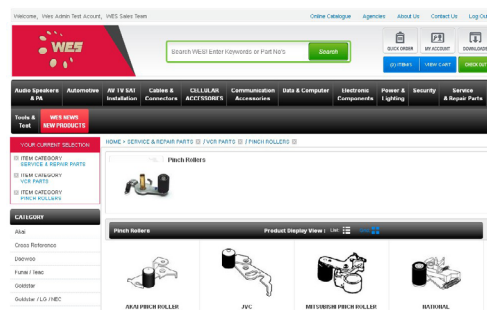 Welcome, Wes Admin Test Acount, WES Sales Team
Online Catalogue Agencies About Us Contact Us Log Out
WES
Search WES! Enter Keywords or Part No's Search
QUICK ORDER MY ACCOUNT DOWNLOADS
(0) ITEMS VIEW CART CHECK OUT
Audio Speakers & PA
Automotive
AV TV SAT Installation
Cables & Connectors
CELLULAR ACCESSORIES
Communication Accessories
Data & Computer
Electronic Components
Power & Lighting
Security
Service & Repair Parts
Tools & Test
WES NEWS NEW PRODUCTS
YOUR CURRENT SELECTION
HOME > SERVICE & REPAIR PARTS / VCR PARTS / PINCH ROLLERS
ITEM CATEGORY
SERVICE & REPAIR PARTS
ITEM CATEGORY
VCR PARTS
ITEM CATEGORY
PINCH ROLLERS
Pinch Rollers
CATEGORY
Akai
Cross Reference
Daewoo
Funai / Teac
Goldstar
Goldstar / LG / NEC
Pinch Rollers Product Display View : List
AKAI PINCH ROLLER
JVC
MITSUBISHI PINCH ROLLER
NATIONAL